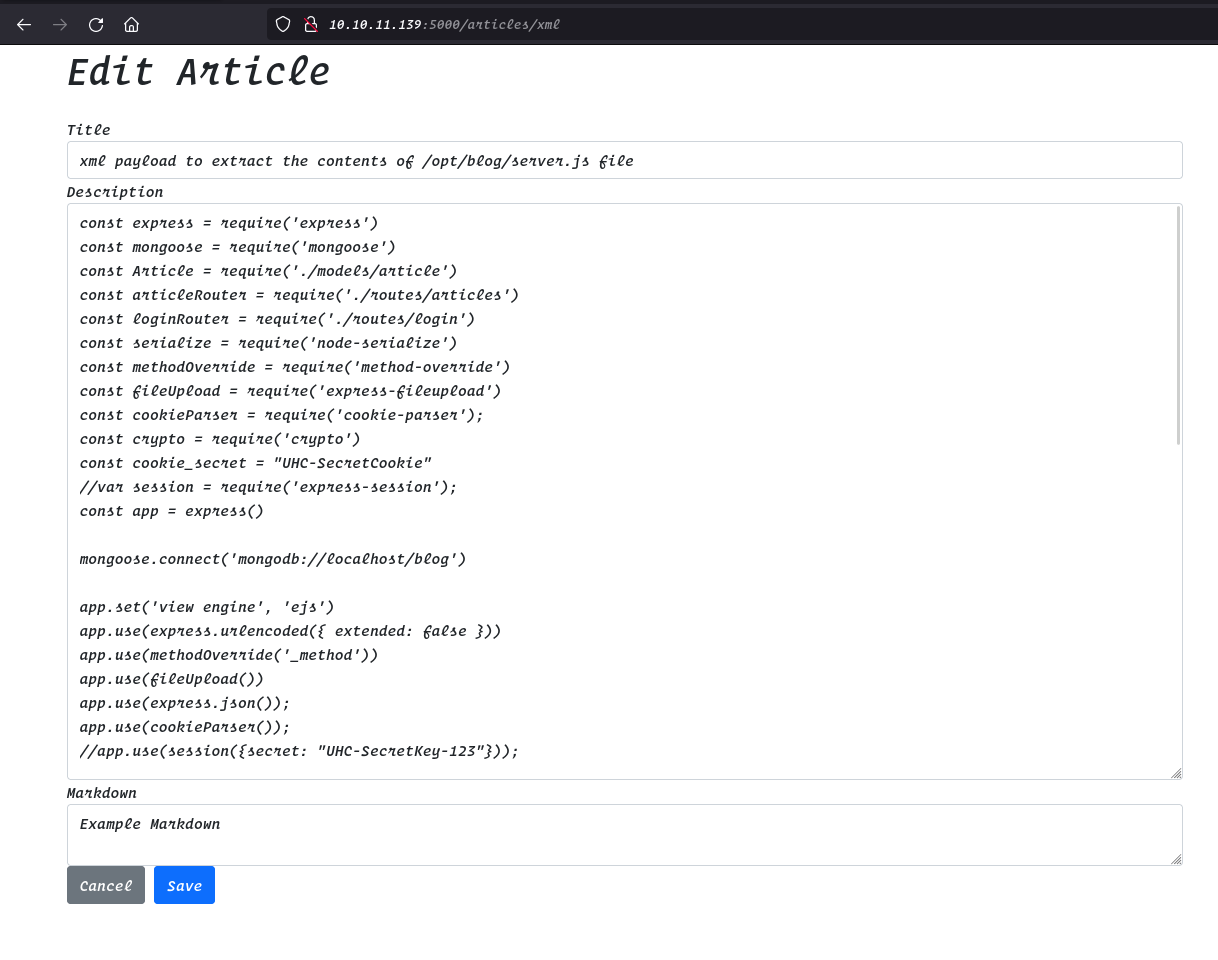 10.10.11.139:5000/articles/xml
Edit Article
Title
xml payload to extract the contents of /opt/blog/server.js file
Description
const express = require('express')
const mongoose = require('mongoose')
const Article = require('./models/article')
const articleRouter = require('./routes/articles')
const loginRouter = require('./routes/login')
const serialize = require('node-serialize')
const methodOverride = require('method-override')
const fileUpload = require('express-fileupload')
const cookieParser = require('cookie-parser');
const crypto = require('crypto')
const cookie_secret = "UHC-SecretCookie"
//var session = require('express-session');
const app = express()
mongoose.connect('mongodb://localhost/blog')
app.set('view engine', 'ejs')
app.use(express.urlencoded({ extended: false }))
app.use(methodOverride('_method'))
app.use(fileUpload())
app.use(express.json());
app.use(cookieParser());
//app.use(session({secret: "UHC-SecretKey-123"}));
Markdown
Example Markdown
Cancel Save